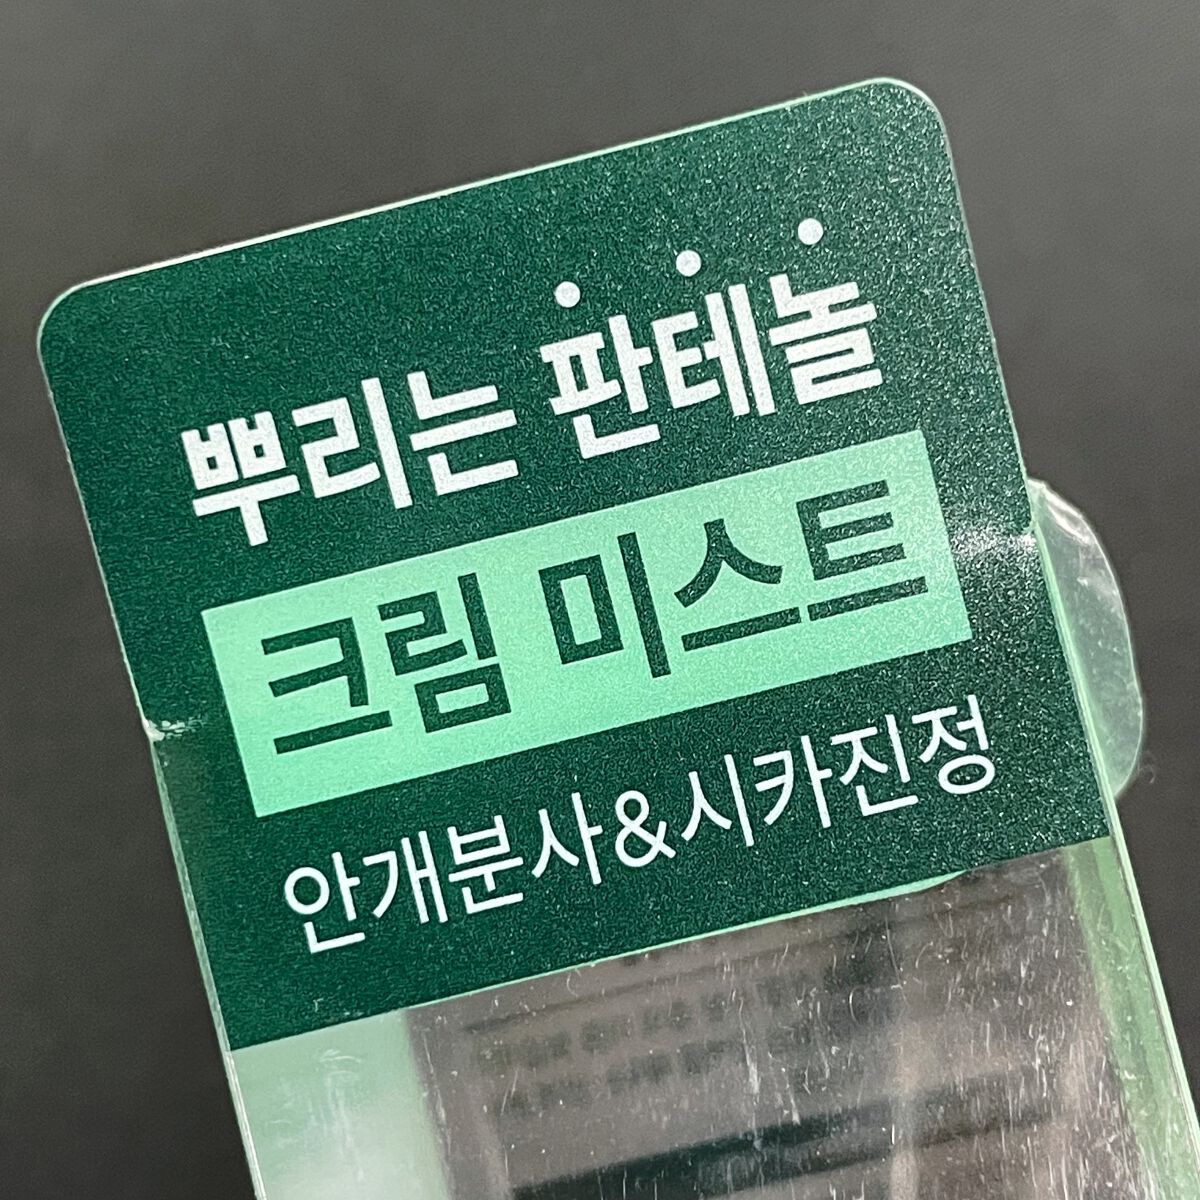 뿌리는 판테놀
크림 미스트
안개분사&시카진정